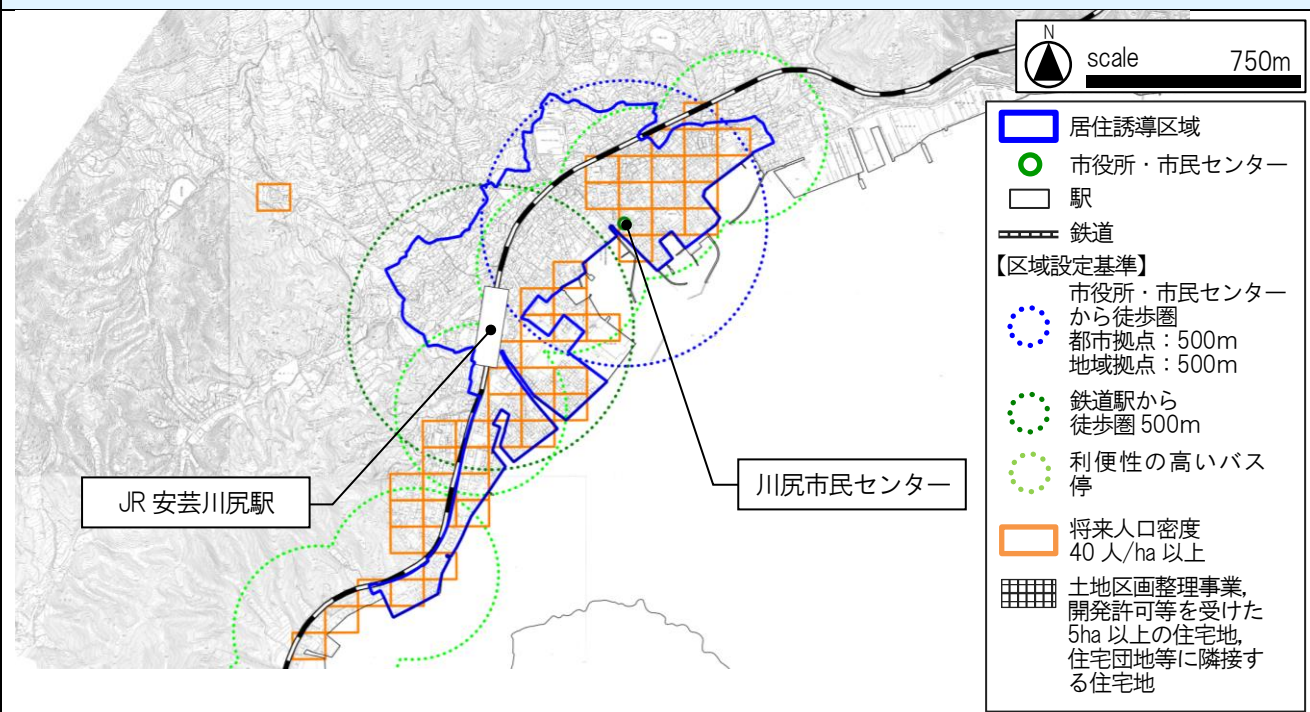 N
scale 750m
居住誘導区域
市役所・市民センター
駅
鉄道
【区域設定基準】
市役所・市民センター
から徒歩圏
都市拠点：500m
地域拠点：500m
鉄道駅から
徒歩圏 500m
利便性の高いバス
停
将来人口密度
40 人/ha 以上
土地区画整理事業,
開発許可等を受けた
5ha 以上の住宅地,
住宅団地等に隣接す
る住宅地
JR 安芸川尻駅
川尻市民センター